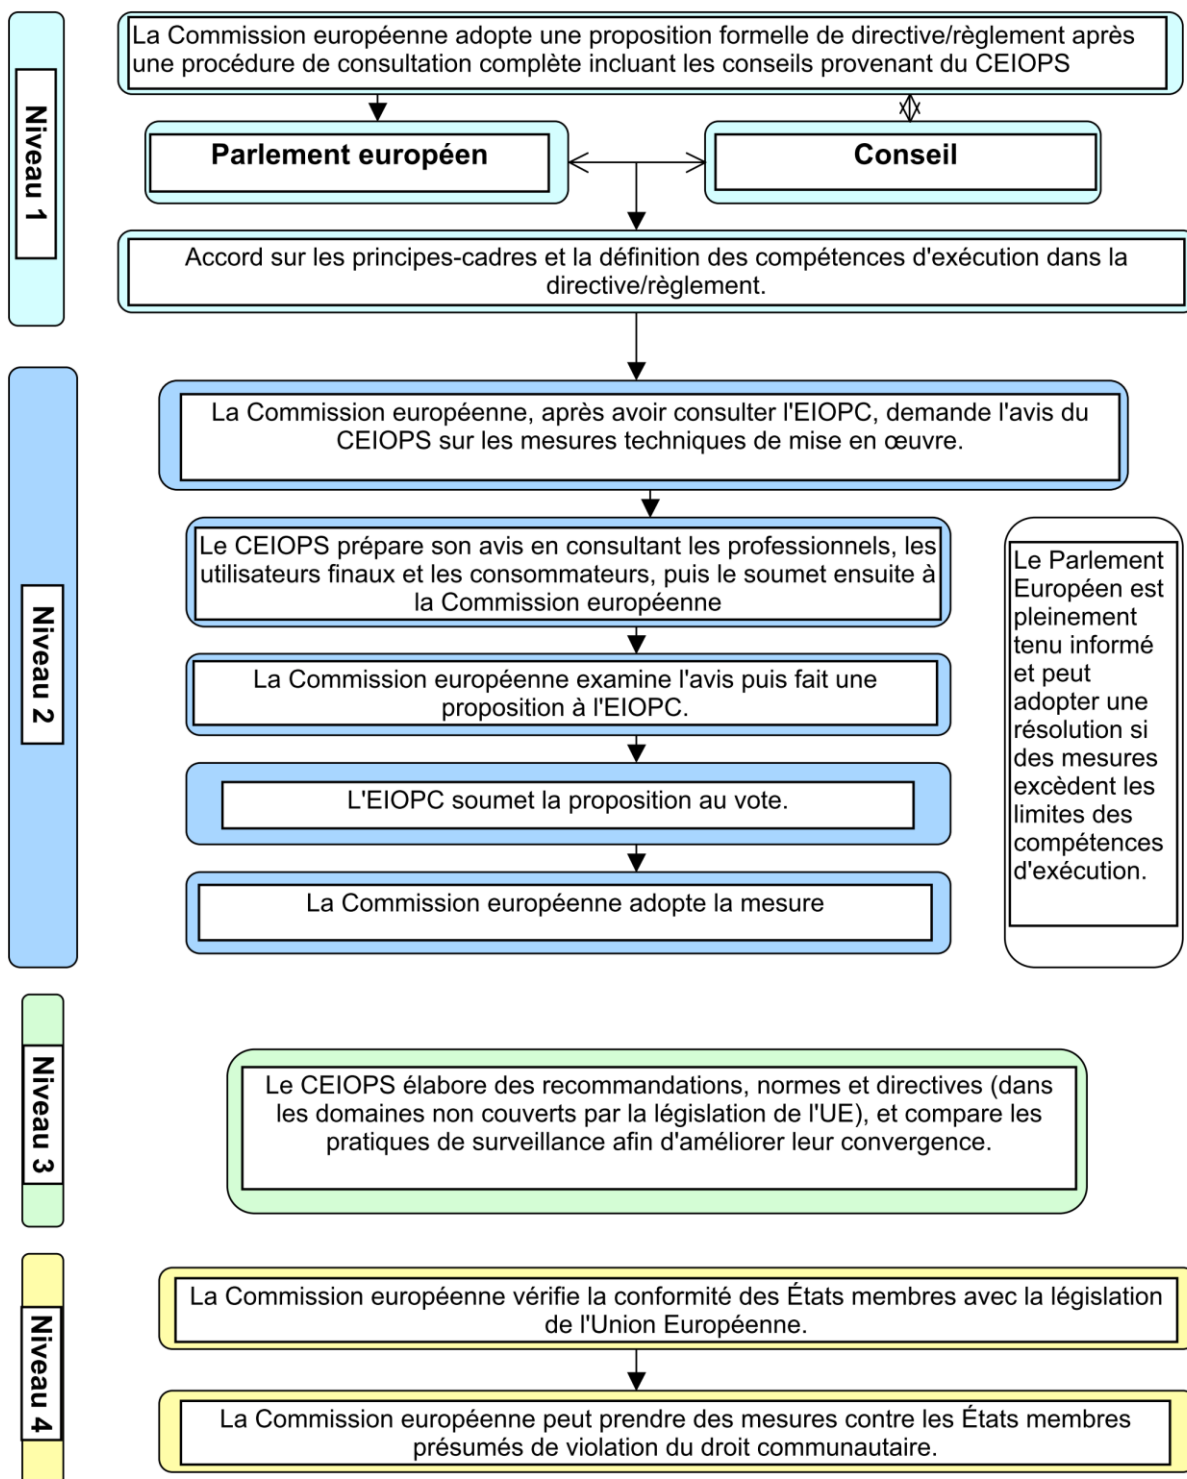 Niveau 1
La Commission européenne adopte une proposition formelle de directive/règlement après
une procédure de consultation complète incluant les conseils provenant du CEIOPS
Parlement européen
Conseil
Accord sur les principes-cadres et la définition des compétences d'exécution dans la
directive/règlement.
Niveau 2
La Commission européenne, après avoir consulter l'EIOPC, demande l'avis du
CEIOPS sur les mesures techniques de mise en œuvre.
Le CEIOPS prépare son avis en consultant les professionnels, les
utilisateurs finaux et les consommateurs, puis le soumet ensuite à
la Commission européenne
La Commission européenne examine l'avis puis fait une
proposition à l'EIOPC.
L'EIOPC soumet la proposition au vote.
La Commission européenne adopte la mesure
Le Parlement
Européen est
pleinement
tenu informé
et peut
adopter une
résolution si
des mesures
excèdent les
limites des
compétences
d'exécution.
Niveau 3
Le CEIOPS élabore des recommandations, normes et directives (dans
les domaines non couverts par la législation de l'UE), et compare les
pratiques de surveillance afin d'améliorer leur convergence.
Niveau 4
La Commission européenne vérifie la conformité des États membres avec la législation
de l'Union Européenne.
La Commission européenne peut prendre des mesures contre les États membres
présumés de violation du droit communautaire.